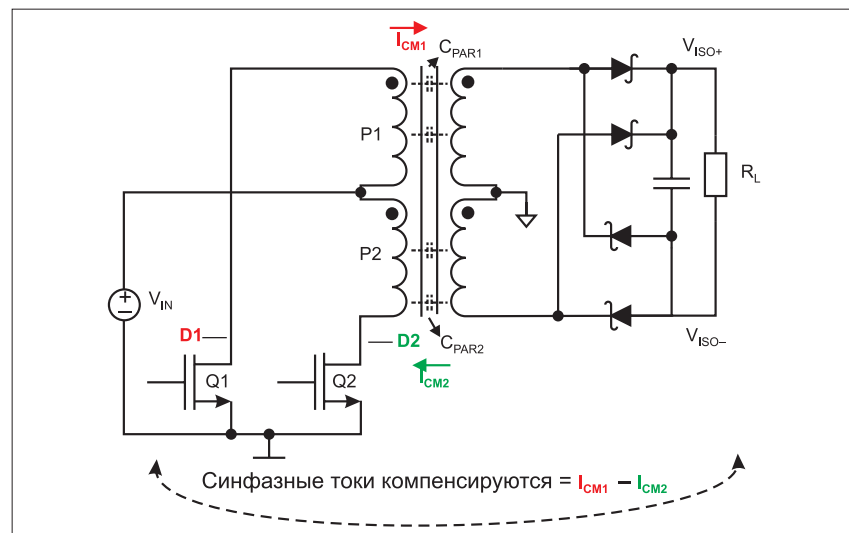 I_CM1
C_PAR1
V_ISO+
P1
R_L
P2
V_IN
D1
D2
C_PAR2
V_ISO–
Q1
Q2
I_CM2
Синфазные токи компенсируются = I_CM1 – I_CM2